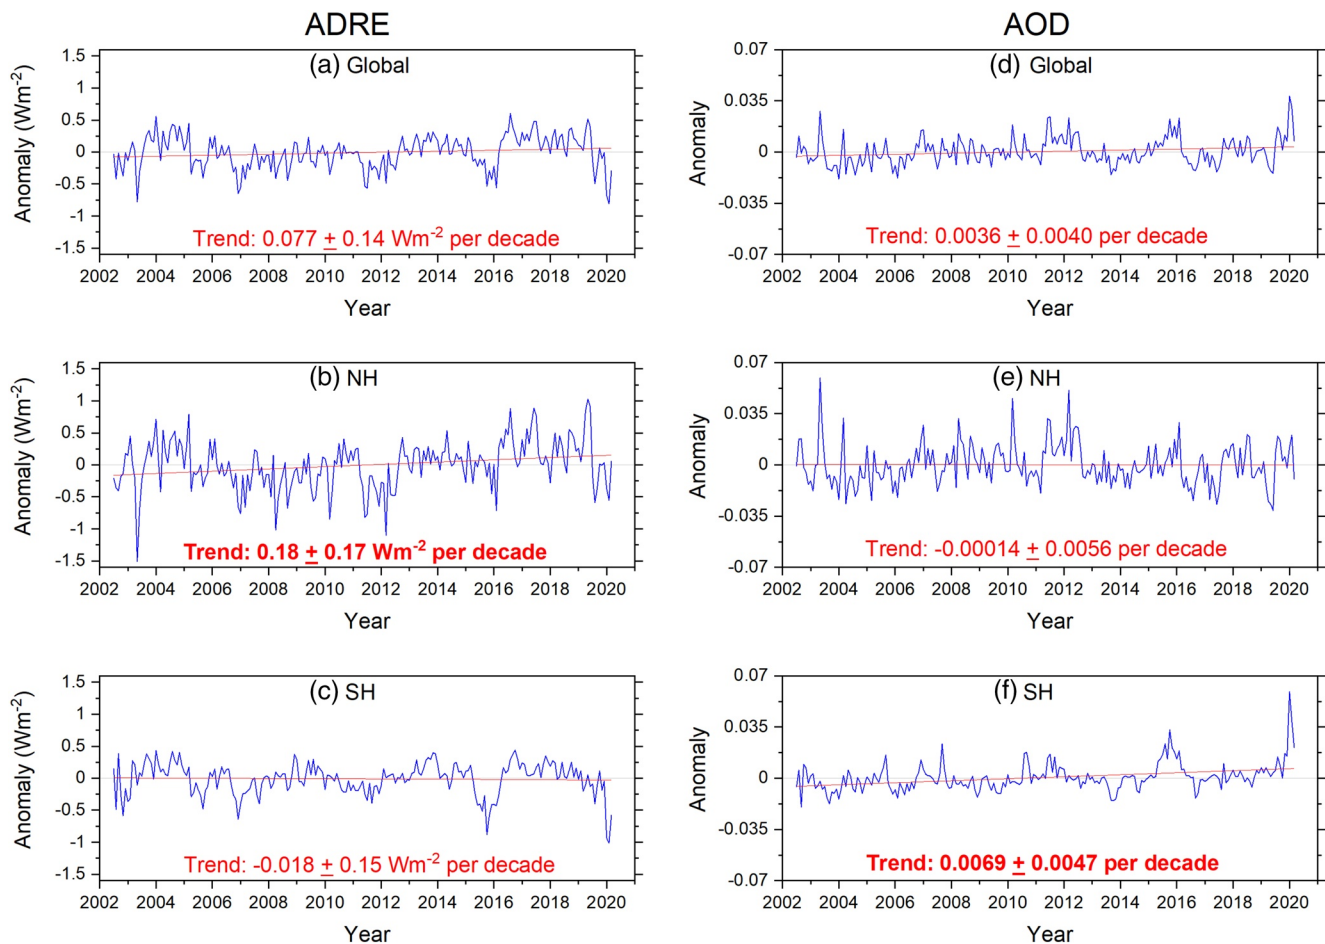 ADRE
AOD
(a) Global
Anomaly (Wm⁻²)
1.5
1
0.5
0
-0.5
-1
-1.5
Trend: 0.077 ± 0.14 Wm⁻² per decade
2002 2004 2006 2008 2010 2012 2014 2016 2018 2020
Year
(d) Global
Anomaly
0.07
0.035
0
-0.035
-0.07
Trend: 0.0036 ± 0.0040 per decade
2002 2004 2006 2008 2010 2012 2014 2016 2018 2020
Year
(b) NH
Anomaly (Wm⁻²)
1.5
1
0.5
0
-0.5
-1
-1.5
Trend: 0.18 ± 0.17 Wm⁻² per decade
2002 2004 2006 2008 2010 2012 2014 2016 2018 2020
Year
(e) NH
Anomaly
0.07
0.035
0
-0.035
-0.07
Trend: -0.00014 ± 0.0056 per decade
2002 2004 2006 2008 2010 2012 2014 2016 2018 2020
Year
(c) SH
Anomaly (Wm⁻²)
1.5
1
0.5
0
-0.5
-1
-1.5
Trend: -0.018 ± 0.15 Wm⁻² per decade
2002 2004 2006 2008 2010 2012 2014 2016 2018 2020
Year
(f) SH
Anomaly
0.07
0.035
0
-0.035
-0.07
Trend: 0.0069 ± 0.0047 per decade
2002 2004 2006 2008 2010 2012 2014 2016 2018 2020
Year